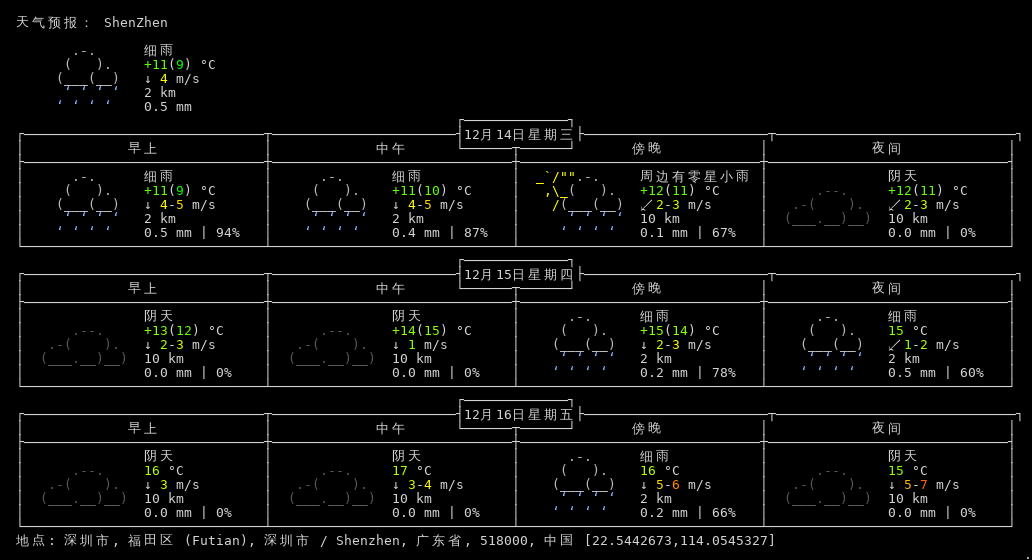 天气预报： ShenZhen
细雨
+11(9) °C
↓ 4 m/s
2 km
0.5 mm
12月14日星期三
早上 中午 傍晚 夜间
细雨 细雨 周边有零星小雨 阴天
+11(9) °C +11(10) °C +12(11) °C +12(11) °C
↓ 4-5 m/s ↓ 4-5 m/s ↙ 2-3 m/s ↙ 2-3 m/s
2 km 2 km 10 km 10 km
0.5 mm | 94% 0.4 mm | 87% 0.1 mm | 67% 0.0 mm | 0%
12月15日星期四
早上 中午 傍晚 夜间
阴天 阴天 细雨 细雨
+13(12) °C +14(15) °C +15(14) °C 15 °C
↓ 2-3 m/s ↓ 1 m/s ↓ 2-3 m/s ↙ 1-2 m/s
10 km 10 km 2 km 2 km
0.0 mm | 0% 0.0 mm | 0% 0.2 mm | 78% 0.5 mm | 60%
12月16日星期五
早上 中午 傍晚 夜间
阴天 阴天 细雨 阴天
16 °C 17 °C 16 °C 15 °C
↓ 3 m/s ↓ 3-4 m/s ↓ 5-6 m/s ↓ 5-7 m/s
10 km 10 km 2 km 10 km
0.0 mm | 0% 0.0 mm | 0% 0.2 mm | 66% 0.0 mm | 0%
地点: 深圳市, 福田区 (Futian), 深圳市 / Shenzhen, 广东省, 518000, 中国 [22.5442673,114.0545327]